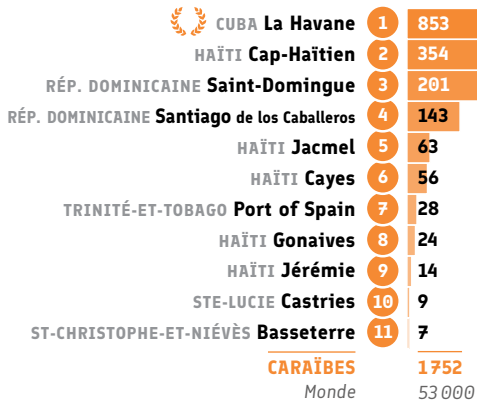 CUBA La Havane 1 853
HAÏTI Cap-Haïtien 2 354
RÉP. DOMINICAINE Saint-Domingue 3 201
RÉP. DOMINICAINE Santiago de los Caballeros 4 143
HAÏTI Jacmel 5 63
HAÏTI Cayes 6 56
TRINITÉ-ET-TOBAGO Port of Spain 7 28
HAÏTI Gonaives 8 24
HAÏTI Jérémie 9 14
STE-LUCIE Castries 10 9
ST-CHRISTOPHE-ET-NIÉVÈS Basseterre 11 7
CARAÏBES 1752
Monde 53 000